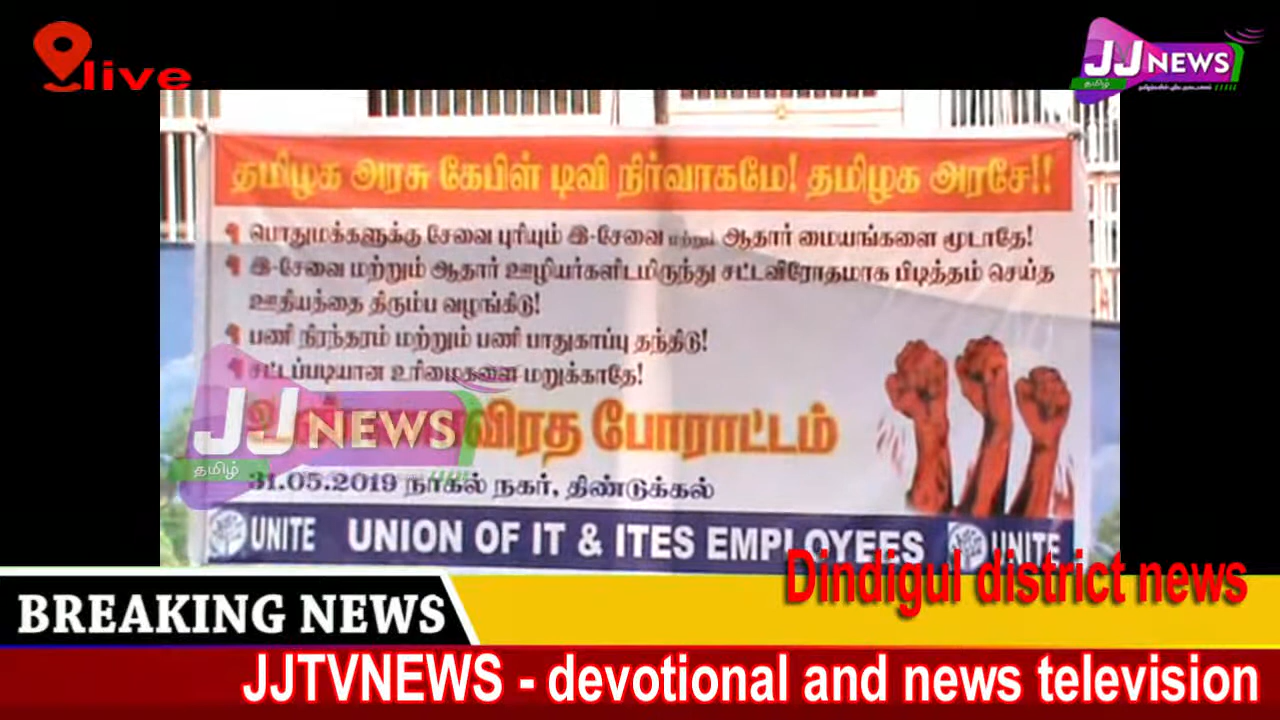 live
JJ NEWS
தமிழ்
தமிழக அரசு கேபிள் டிவி நிர்வாகமே! தமிழக அரசே!!
பொதுமக்களுக்கு சேவை புரியும் இ-சேவை மற்றும் ஆதார் மையங்களை மூடாதே!
இ-சேவை மற்றும் ஆதார் ஊழியர்களிடமிருந்து சட்டவிரோதமாக பிடித்தம் செய்த
ஊதியத்தை திரும்ப வழங்கிடு!
பணி நிரந்தரம் மற்றும் பணி பாதுகாப்பு தந்திடு!
சட்டப்படியான உரிமைகளை மறுக்காதே!
போராட்டம்
JJ NEWS
தமிழ்
31.05.2019 நாகல் நகர், திண்டுக்கல்
UNITE UNION OF IT & ITES EMPLOYEES UNITE
Dindigul district news
BREAKING NEWS
JJTVNEWS - devotional and news television